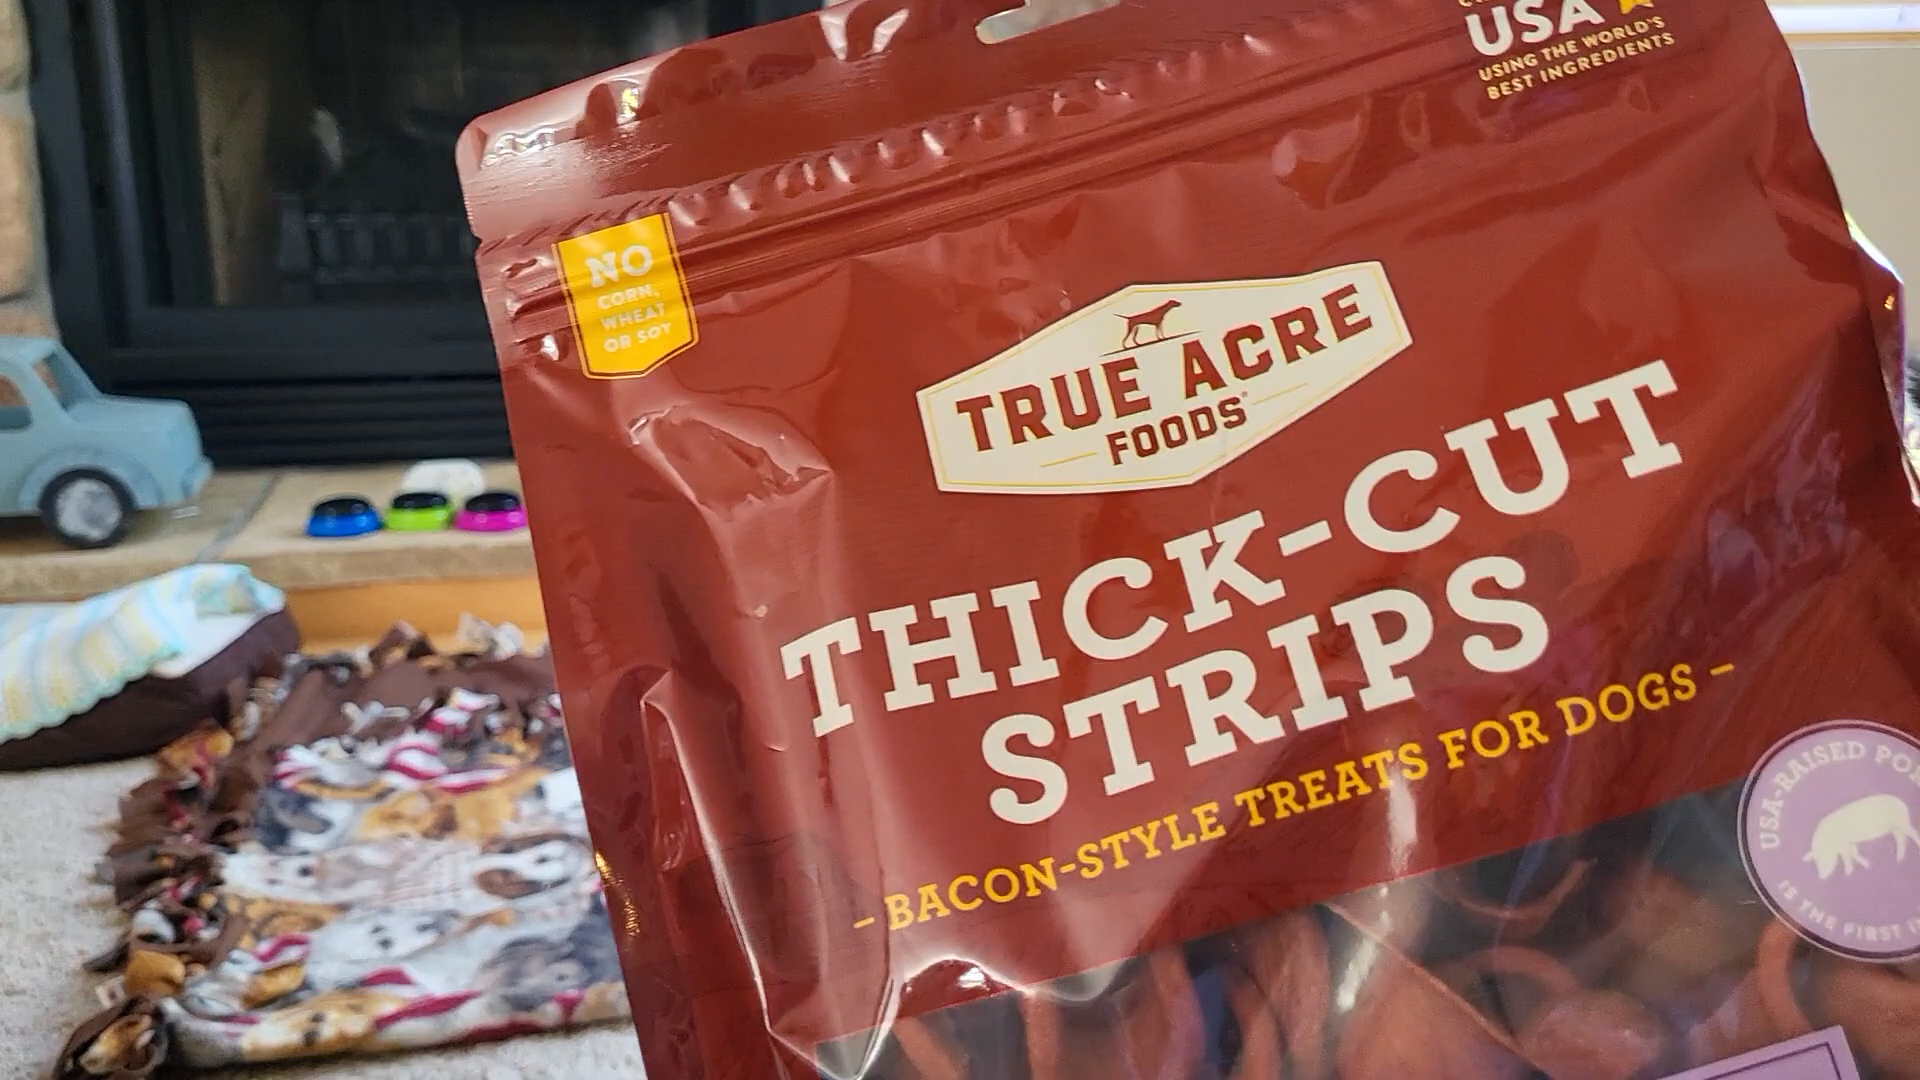 USA
USING THE WORLD'S
BEST INGREDIENTS
NO
CORN,
WHEAT
OR SOY
TRUE ACRE
FOODS
THICK-CUT
STRIPS
- BACON-STYLE TREATS FOR DOGS -
USA-RAISED
IS THE FIRST